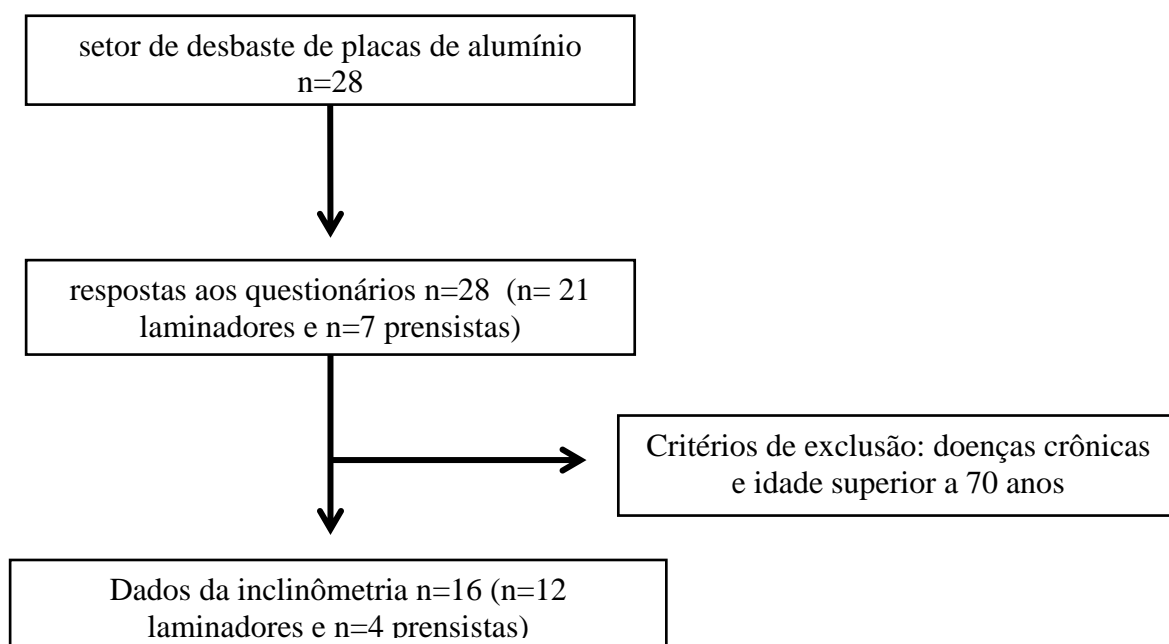 setor de desbaste de placas de alumínio
n=28
respostas aos questionários n=28 (n= 21
laminadores e n=7 prensistas)
Critérios de exclusão: doenças crônicas
e idade superior a 70 anos
Dados da inclinômetria n=16 (n=12
laminadores e n=4 prensistas)